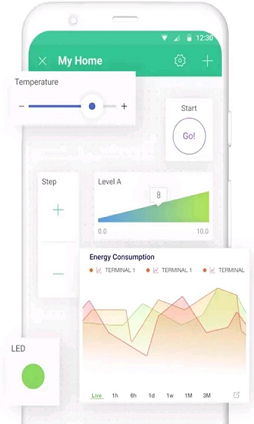 12:30
× My Home +
Temperature
− +
Start
Go!
Step
+
−
Level A
8
0.0 10.0
Energy Consumption
TERMINAL 1 TERMINAL 1 TERMINAL
LED
Live 1h 6h 1d 1w 1M 3M